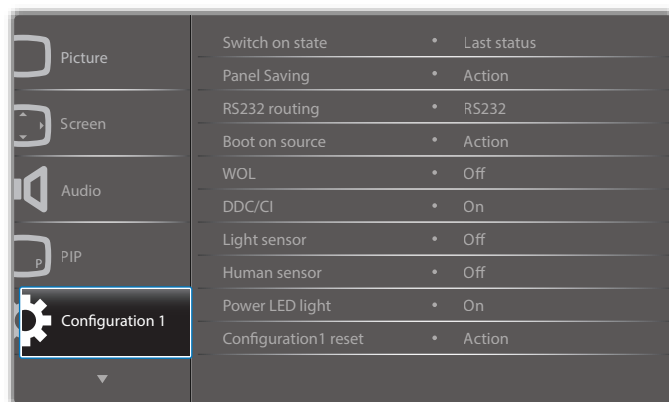 Picture
Screen
Audio
P
PIP
Configuration 1
Switch on state • Last status
Panel Saving • Action
RS232 routing • RS232
Boot on source • Action
WOL • Off
DDC/CI • On
Light sensor • Off
Human sensor • Off
Power LED light • On
Configuration1 reset • Action